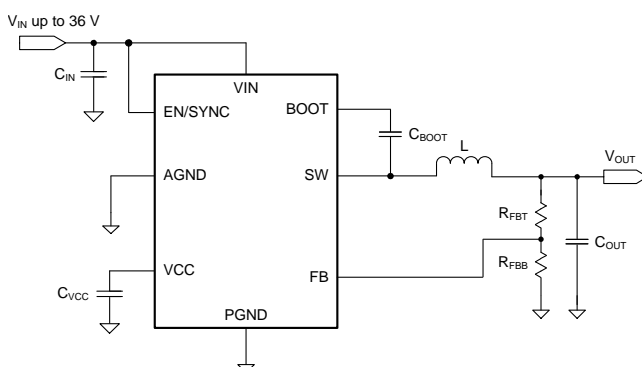 V_IN up to 36 V
C_IN
VIN
EN/SYNC
BOOT
C_BOOT
L
V_OUT
AGND
SW
R_FBT
C_OUT
VCC
FB
R_FBB
C_VCC
PGND